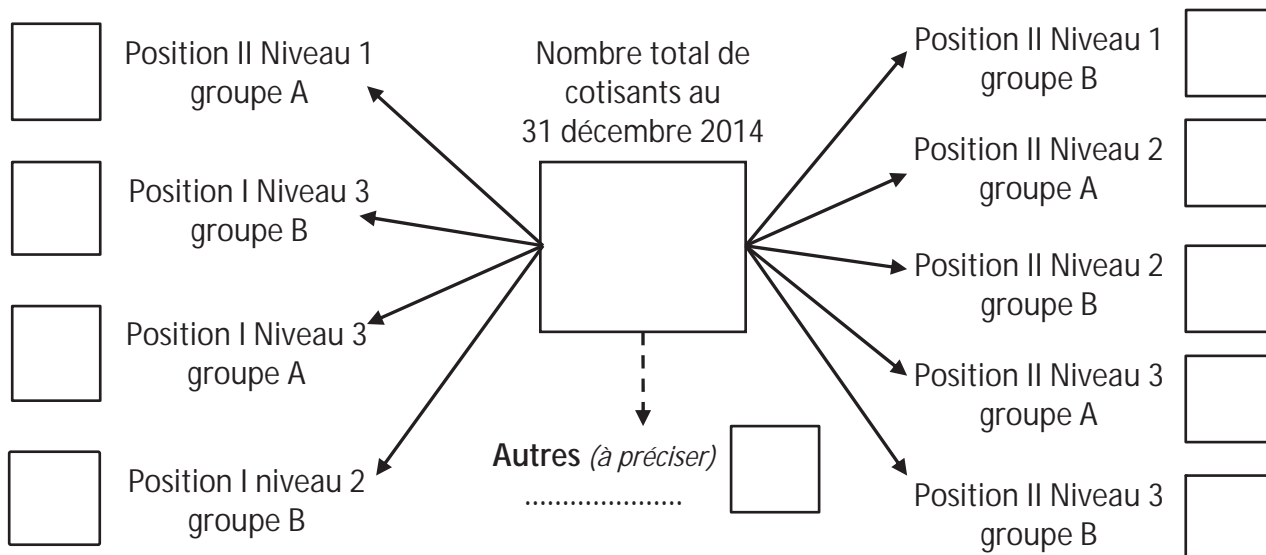 Position II Niveau 1
groupe A
Position I Niveau 3
groupe B
Position I Niveau 3
groupe A
Position I niveau 2
groupe B
Nombre total de
cotisants au
31 décembre 2014
Autres (à préciser)
.....................
Position II Niveau 1
groupe B
Position II Niveau 2
groupe A
Position II Niveau 2
groupe B
Position II Niveau 3
groupe A
Position II Niveau 3
groupe B